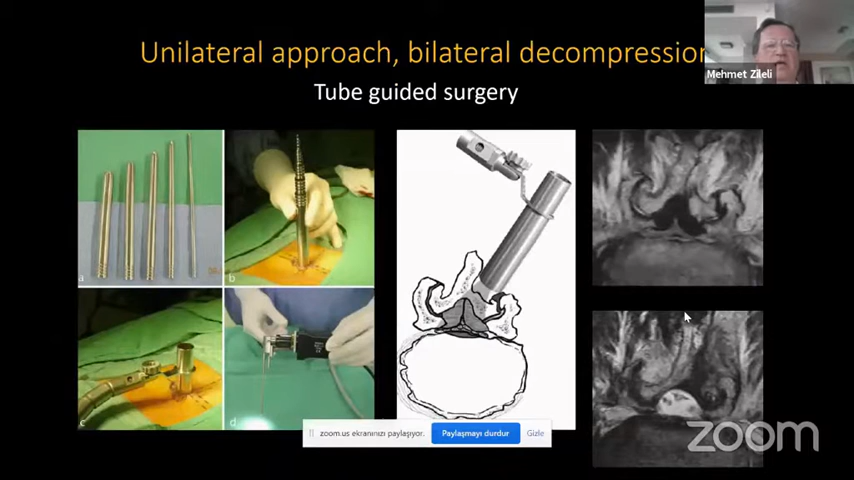 Unilateral approach, bilateral decompression
Tube guided surgery
Mehmet Zileli
a
b
c
d
zoom.us ekranınızı paylaşıyor.
Paylaşmayı durdur
Gizle
zoom